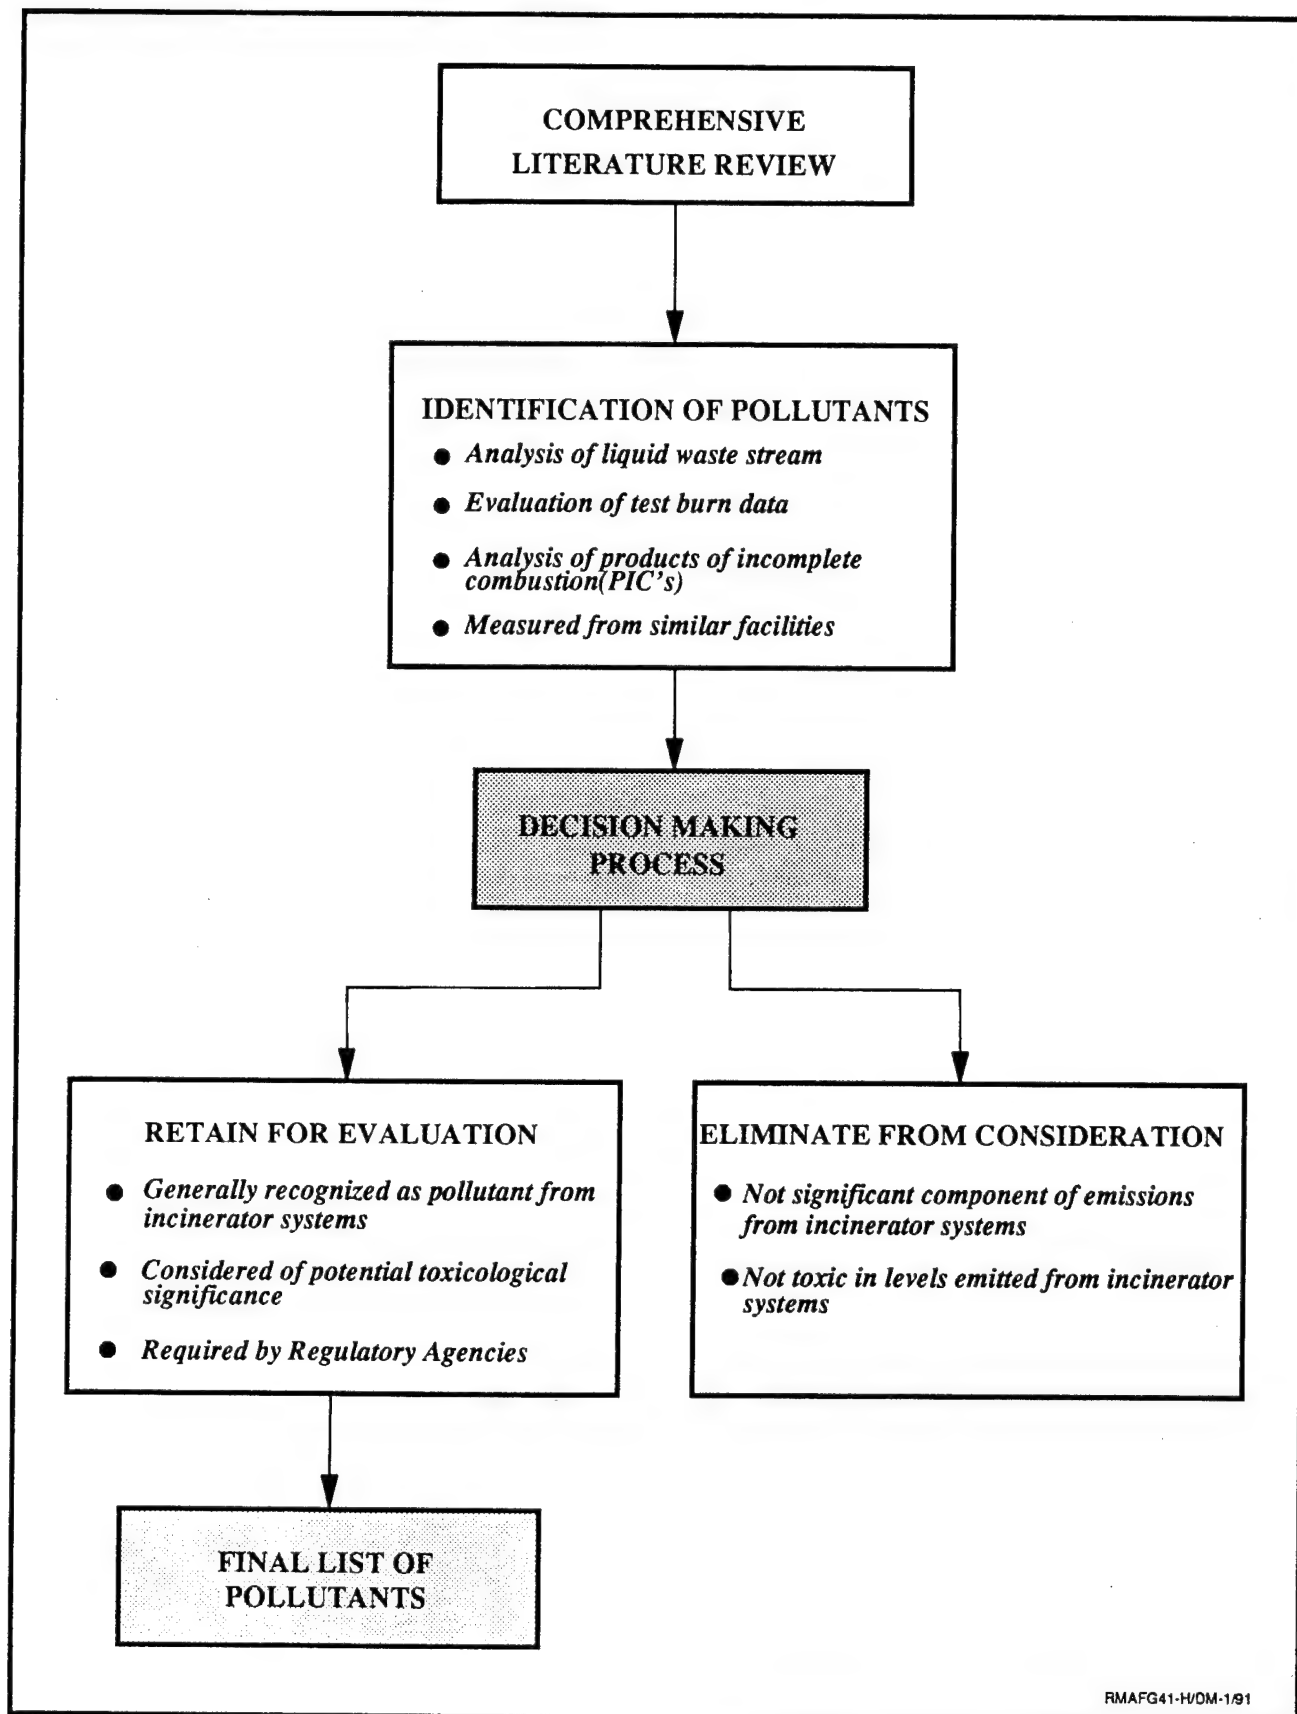 COMPREHENSIVE
LITERATURE REVIEW
IDENTIFICATION OF POLLUTANTS
● Analysis of liquid waste stream
● Evaluation of test burn data
● Analysis of products of incomplete
combustion(PIC's)
● Measured from similar facilities
DECISION MAKING
PROCESS
RETAIN FOR EVALUATION
● Generally recognized as pollutant from
incinerator systems
● Considered of potential toxicological
significance
● Required by Regulatory Agencies
ELIMINATE FROM CONSIDERATION
● Not significant component of emissions
from incinerator systems
● Not toxic in levels emitted from incinerator
systems
FINAL LIST OF
POLLUTANTS
RMAFG41-H/DM-1/91